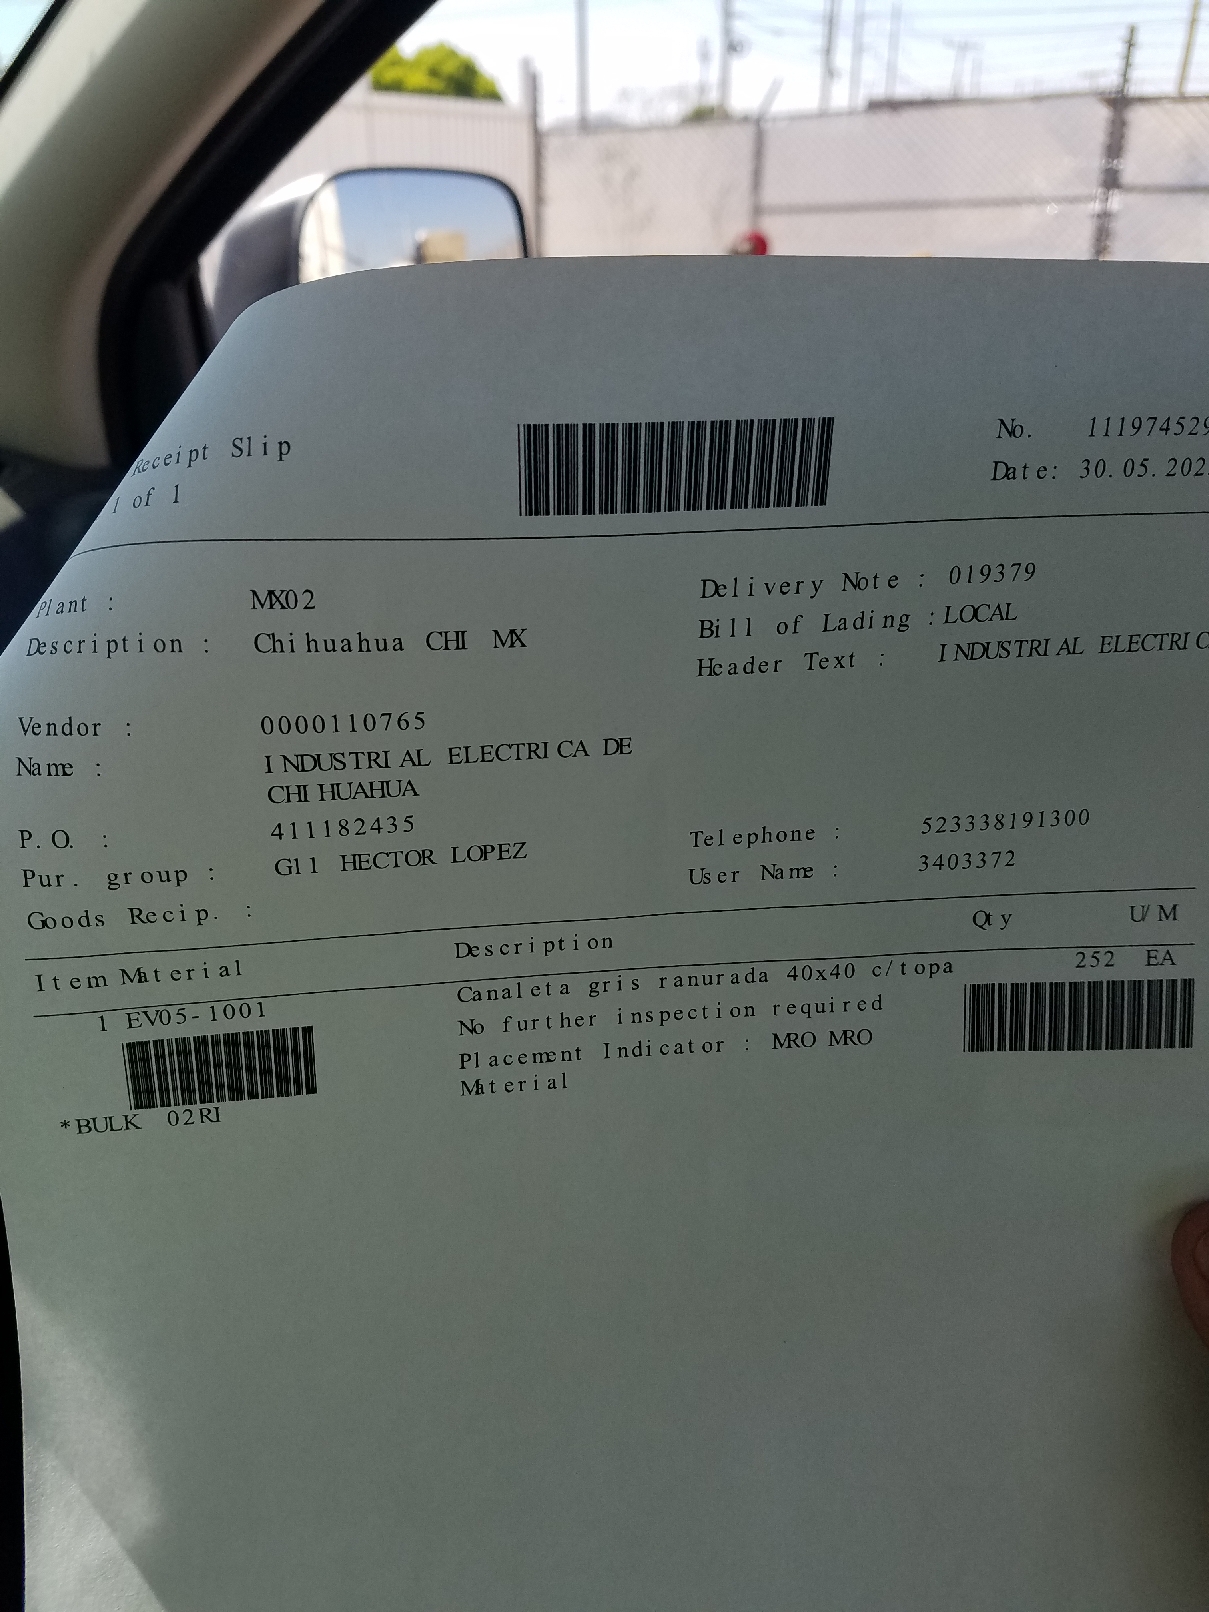 Receipt Slip
1 of 1
No. 111974529
Date: 30.05.202
Plant : MX02
Description : Chihuahua CHI MX
Delivery Note : 019379
Bill of Lading : LOCAL
Header Text : INDUSTRIAL ELECTRIC
Vendor : 0000110765
Name : INDUSTRIAL ELECTRICA DE
CHIHUAHUA
P.O. : 411182435
Pur. group : G11 HECTOR LOPEZ
Goods Recip. :
Telephone : 523338191300
User Name : 3403372
Item Material Description Qty U/M
1 EV05-1001 Canaleta gris ranurada 40x40 c/topa 252 EA
No further inspection required
Placement Indicator : MRO MRO
Material
*BULK 02RI